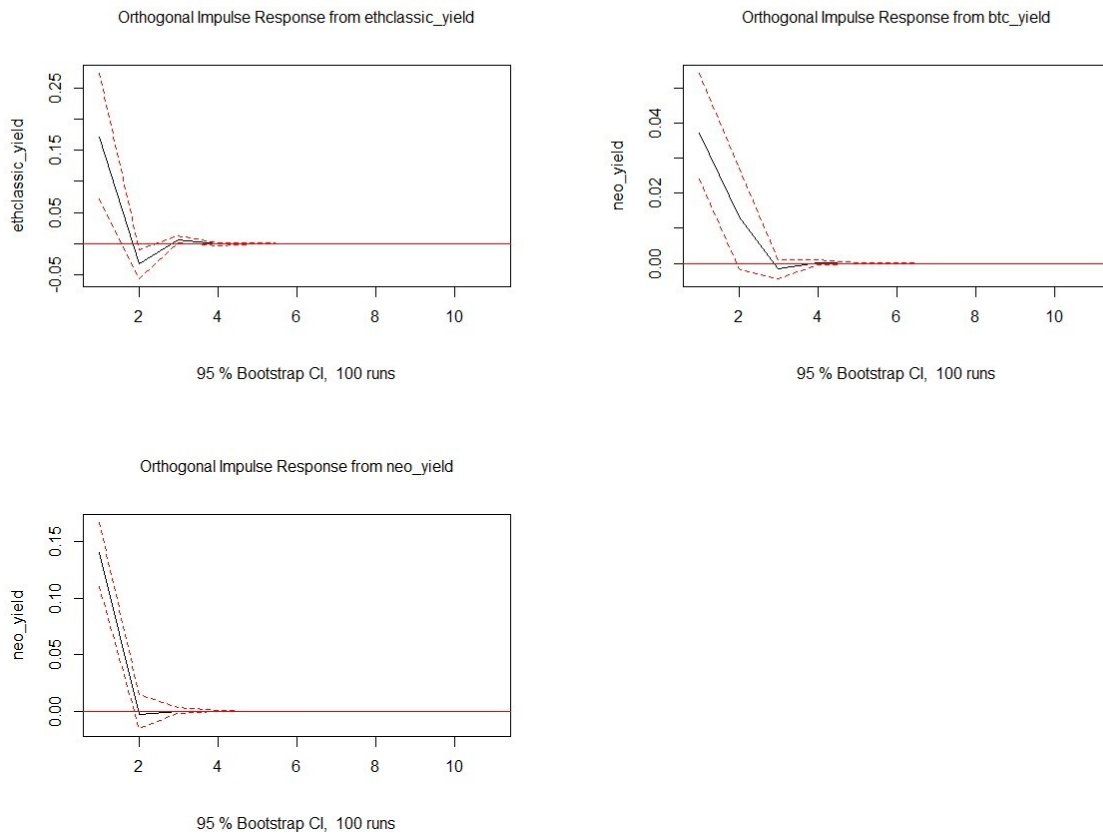 Orthogonal Impulse Response from ethclassic_yield
ethclassic_yield
0.25
0.15
0.05
-0.05
2 4 6 8 10
95 % Bootstrap CI, 100 runs
Orthogonal Impulse Response from btc_yield
neo_yield
0.04
0.02
0.00
2 4 6 8 10
95 % Bootstrap CI, 100 runs
Orthogonal Impulse Response from neo_yield
neo_yield
0.15
0.10
0.05
0.00
2 4 6 8 10
95 % Bootstrap CI, 100 runs